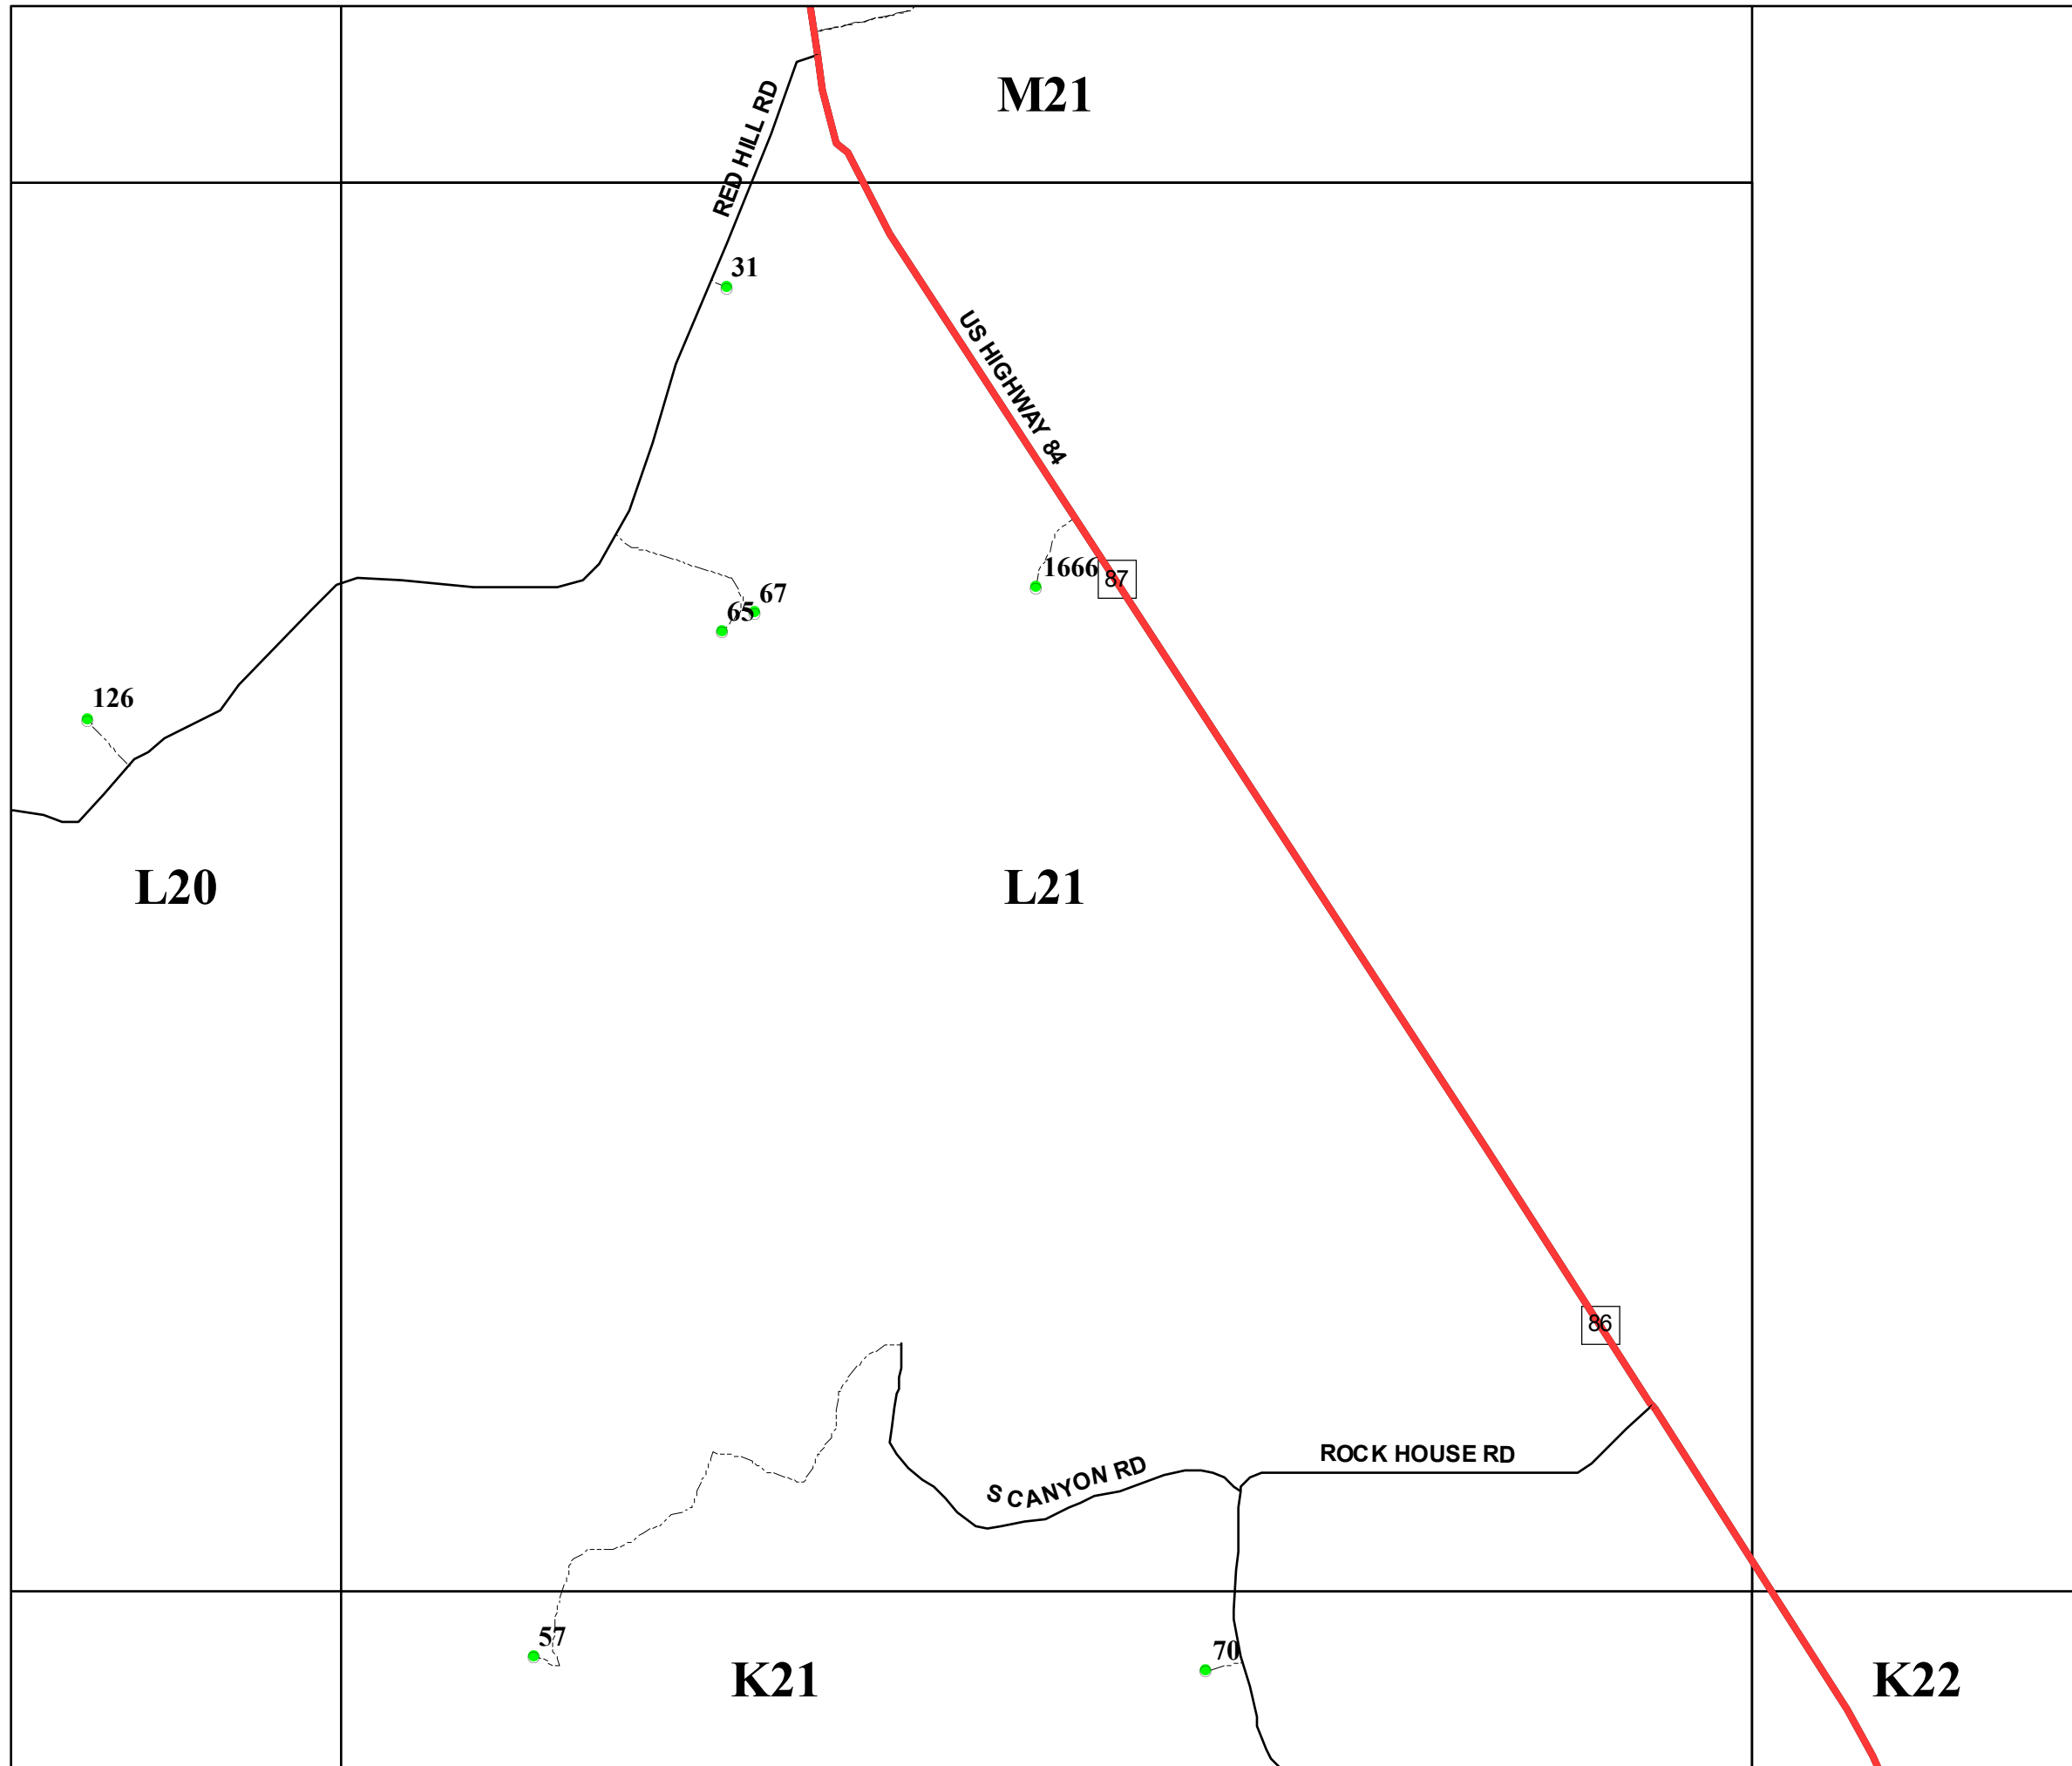 M21
RED HILL RD
31
US HIGHWAY 84
1666
87
67
65
126
L20
L21
86
ROCK HOUSE RD
S CANYON RD
57
70
K21
K22